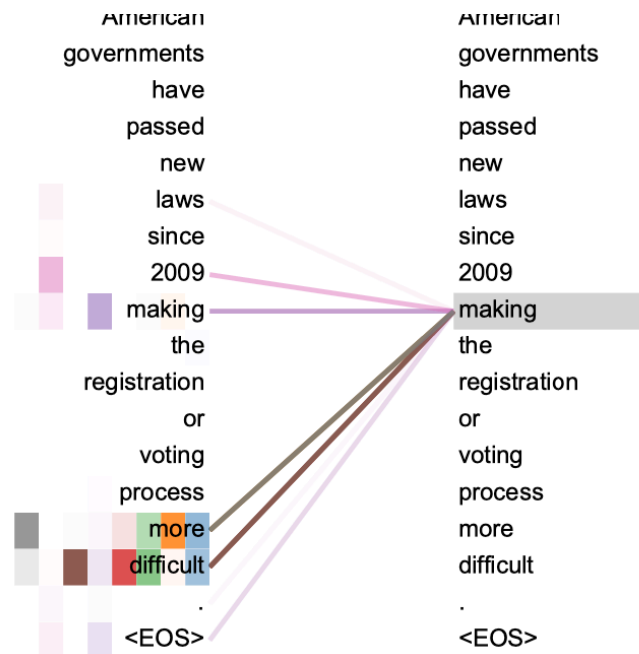 American American
governments governments
have have
passed passed
new new
laws laws
since since
2009 2009
making making
the the
registration registration
or or
voting voting
process process
more more
difficult difficult
. .
<EOS> <EOS>